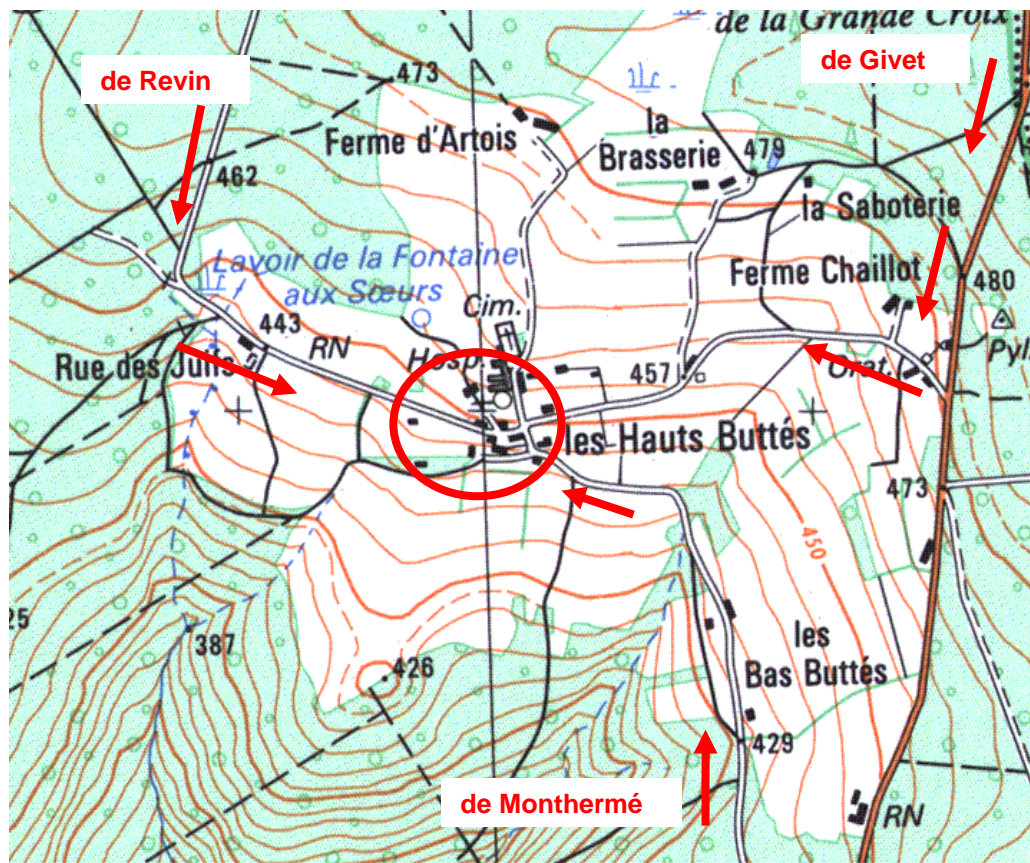 de la Grande Croix
de Revin
de Givet
473
la
Brasserie
Ferme d'Artois
479
462
la Saboterie
Lavoir de la Fontaine
aux Sœurs
Ferme Chaillot
480
Cim.
443
RN
Hosp.
Pyl
Rue des Juifs
457
Orat.
les Hauts Buttés
473
450
25
387
426
les
Bas Buttés
429
de Monthermé
RN